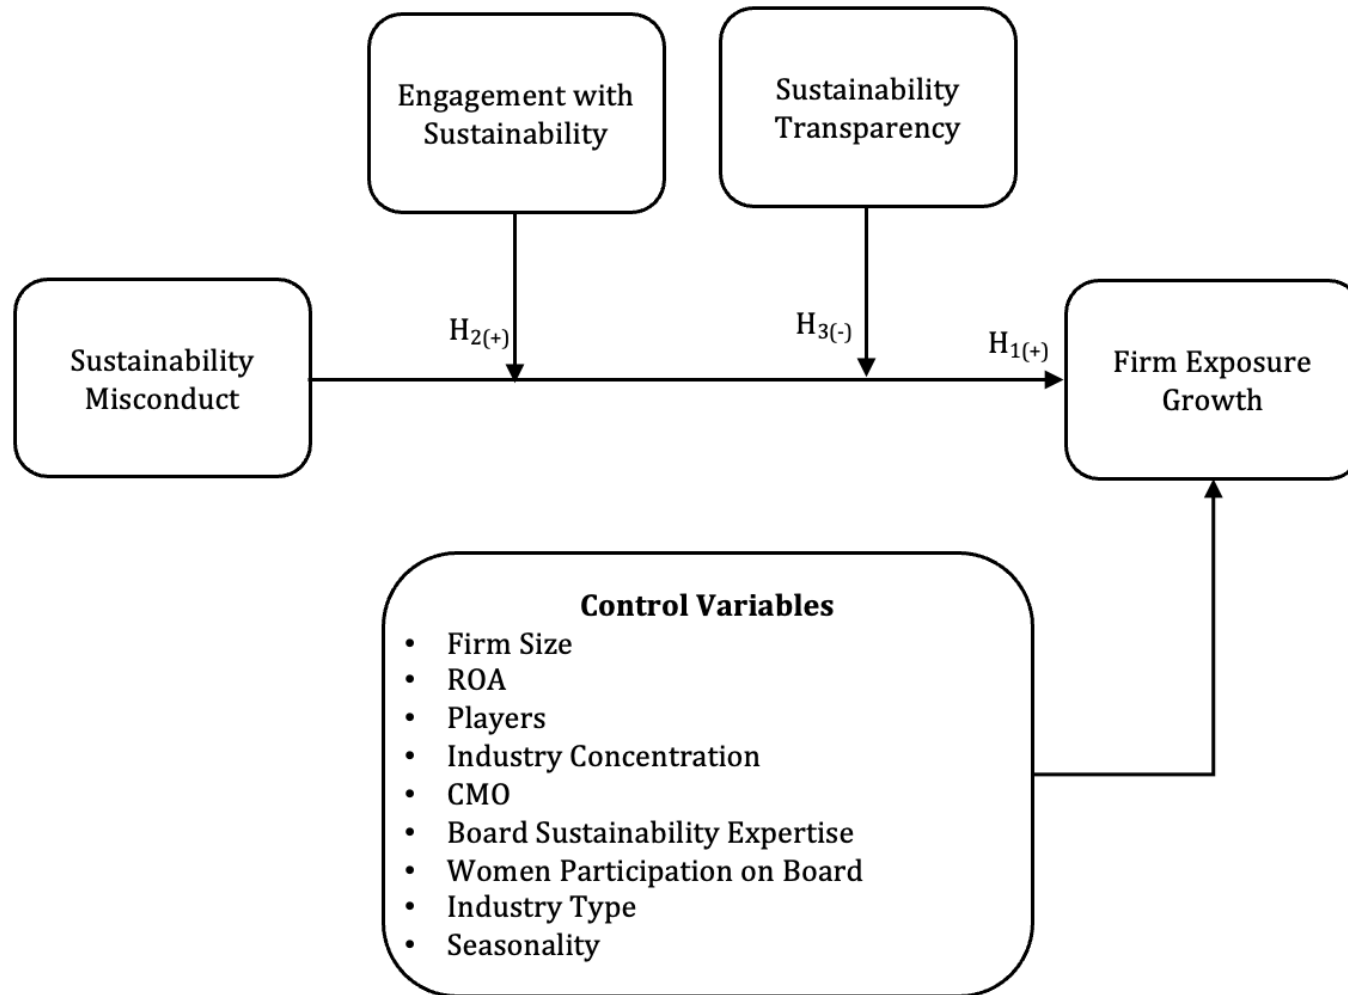 Engagement with
Sustainability
Sustainability
Transparency
H2(+)
H3(-)
H1(+)
Sustainability
Misconduct
Firm Exposure
Growth
Control Variables
• Firm Size
• ROA
• Players
• Industry Concentration
• CMO
• Board Sustainability Expertise
• Women Participation on Board
• Industry Type
• Seasonality